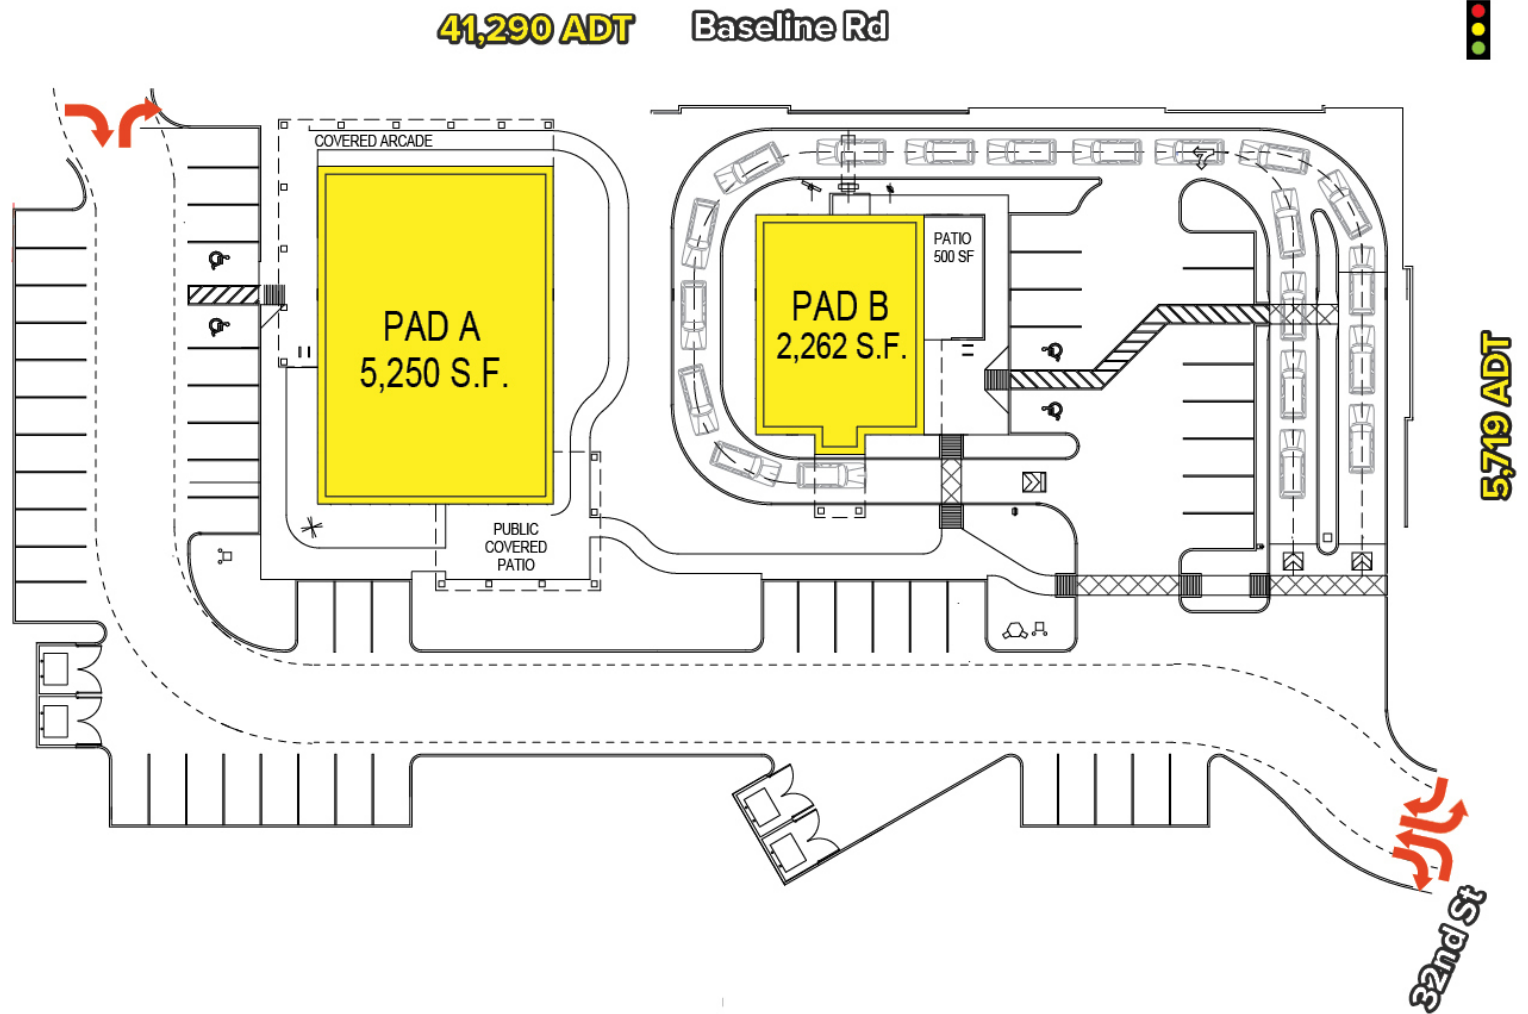 41,290 ADT
Baseline Rd
COVERED ARCADE
PAD A
5,250 S.F.
PAD B
2,262 S.F.
PATIO
500 SF
5,719 ADT
PUBLIC
COVERED
PATIO
32nd St